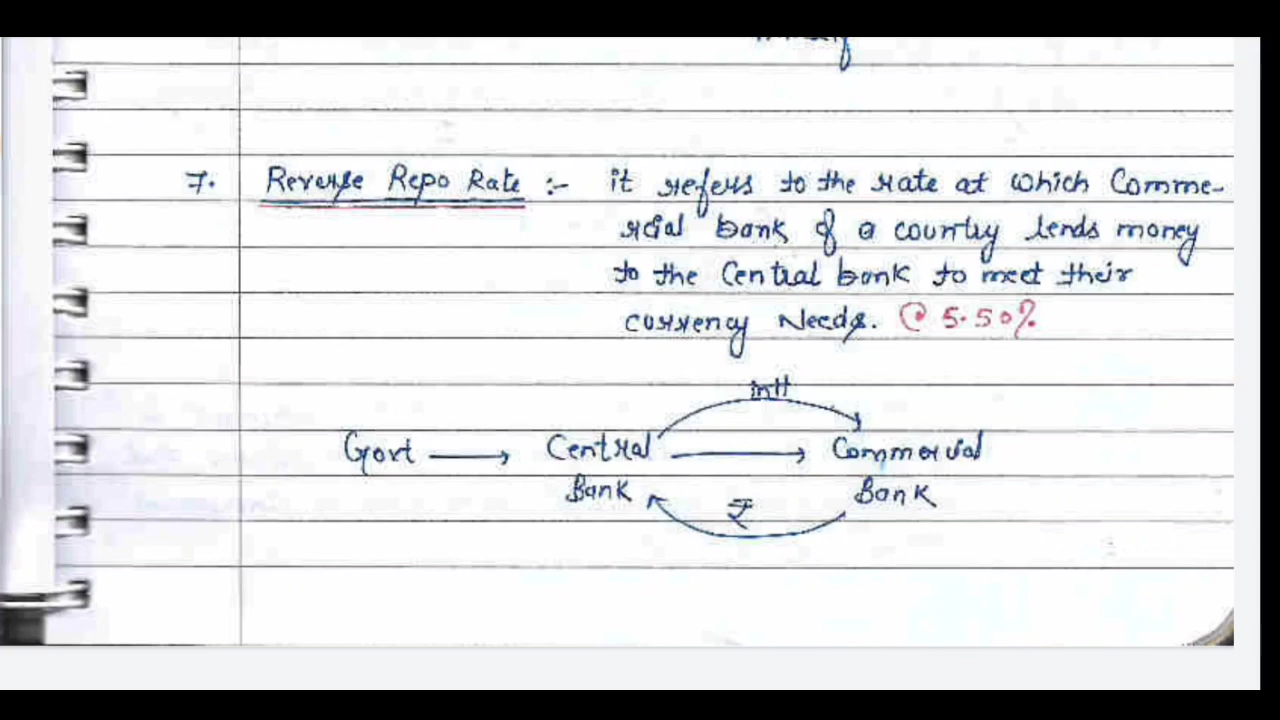 7. Reverse Repo Rate :- it refers to the rate at which Comme-
rcial bank of a country lends money
to the Central bank to meet their
currency Needs. @ 5.50%
intt
Govt → Central → Commercial
Bank ₹ Bank